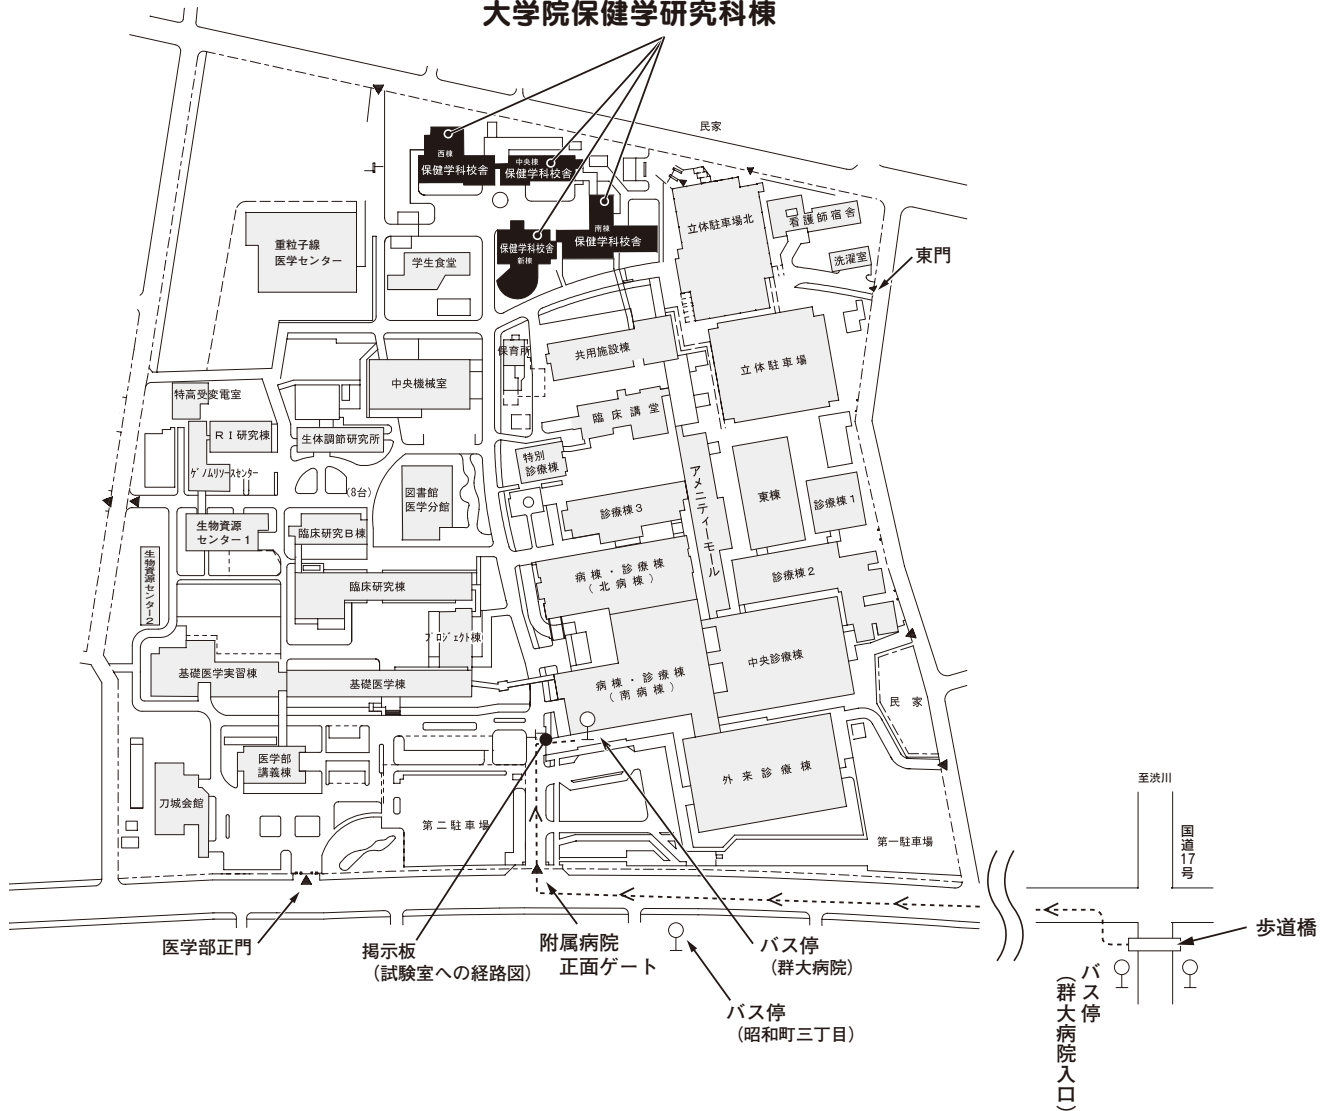 大学院保健学研究科棟
民家
西棟
保健学科校舎
中央棟
保健学科校舎
南棟
保健学科校舎
保健学科校舎
新棟
立体駐車場北
看護師宿舎
洗濯室
東門
重粒子線
医学センター
学生食堂
保育所
共用施設棟
立体駐車場
中央機械室
特高受変電室
RI研究棟
生体調節研究所
ゲノムリソースセンター
臨床講堂
特別
診療棟
アメニティーモール
東棟
診療棟1
診療棟3
(8台)
図書館
医学分館
生物資源
センター1
臨床研究B棟
生物資源センター2
臨床研究棟
病棟・診療棟
(北病棟)
診療棟2
プロジェクト棟
中央診療棟
基礎医学実習棟
基礎医学棟
病棟・診療棟
(南病棟)
民家
医学部
講義棟
外来診療棟
刀城会館
第二駐車場
第一駐車場
至渋川
国道17号
医学部正門
掲示板
(試験室への経路図)
附属病院
正面ゲート
バス停
(群大病院)
バス停
(昭和町三丁目)
歩道橋
バス停
(群大病院入口)